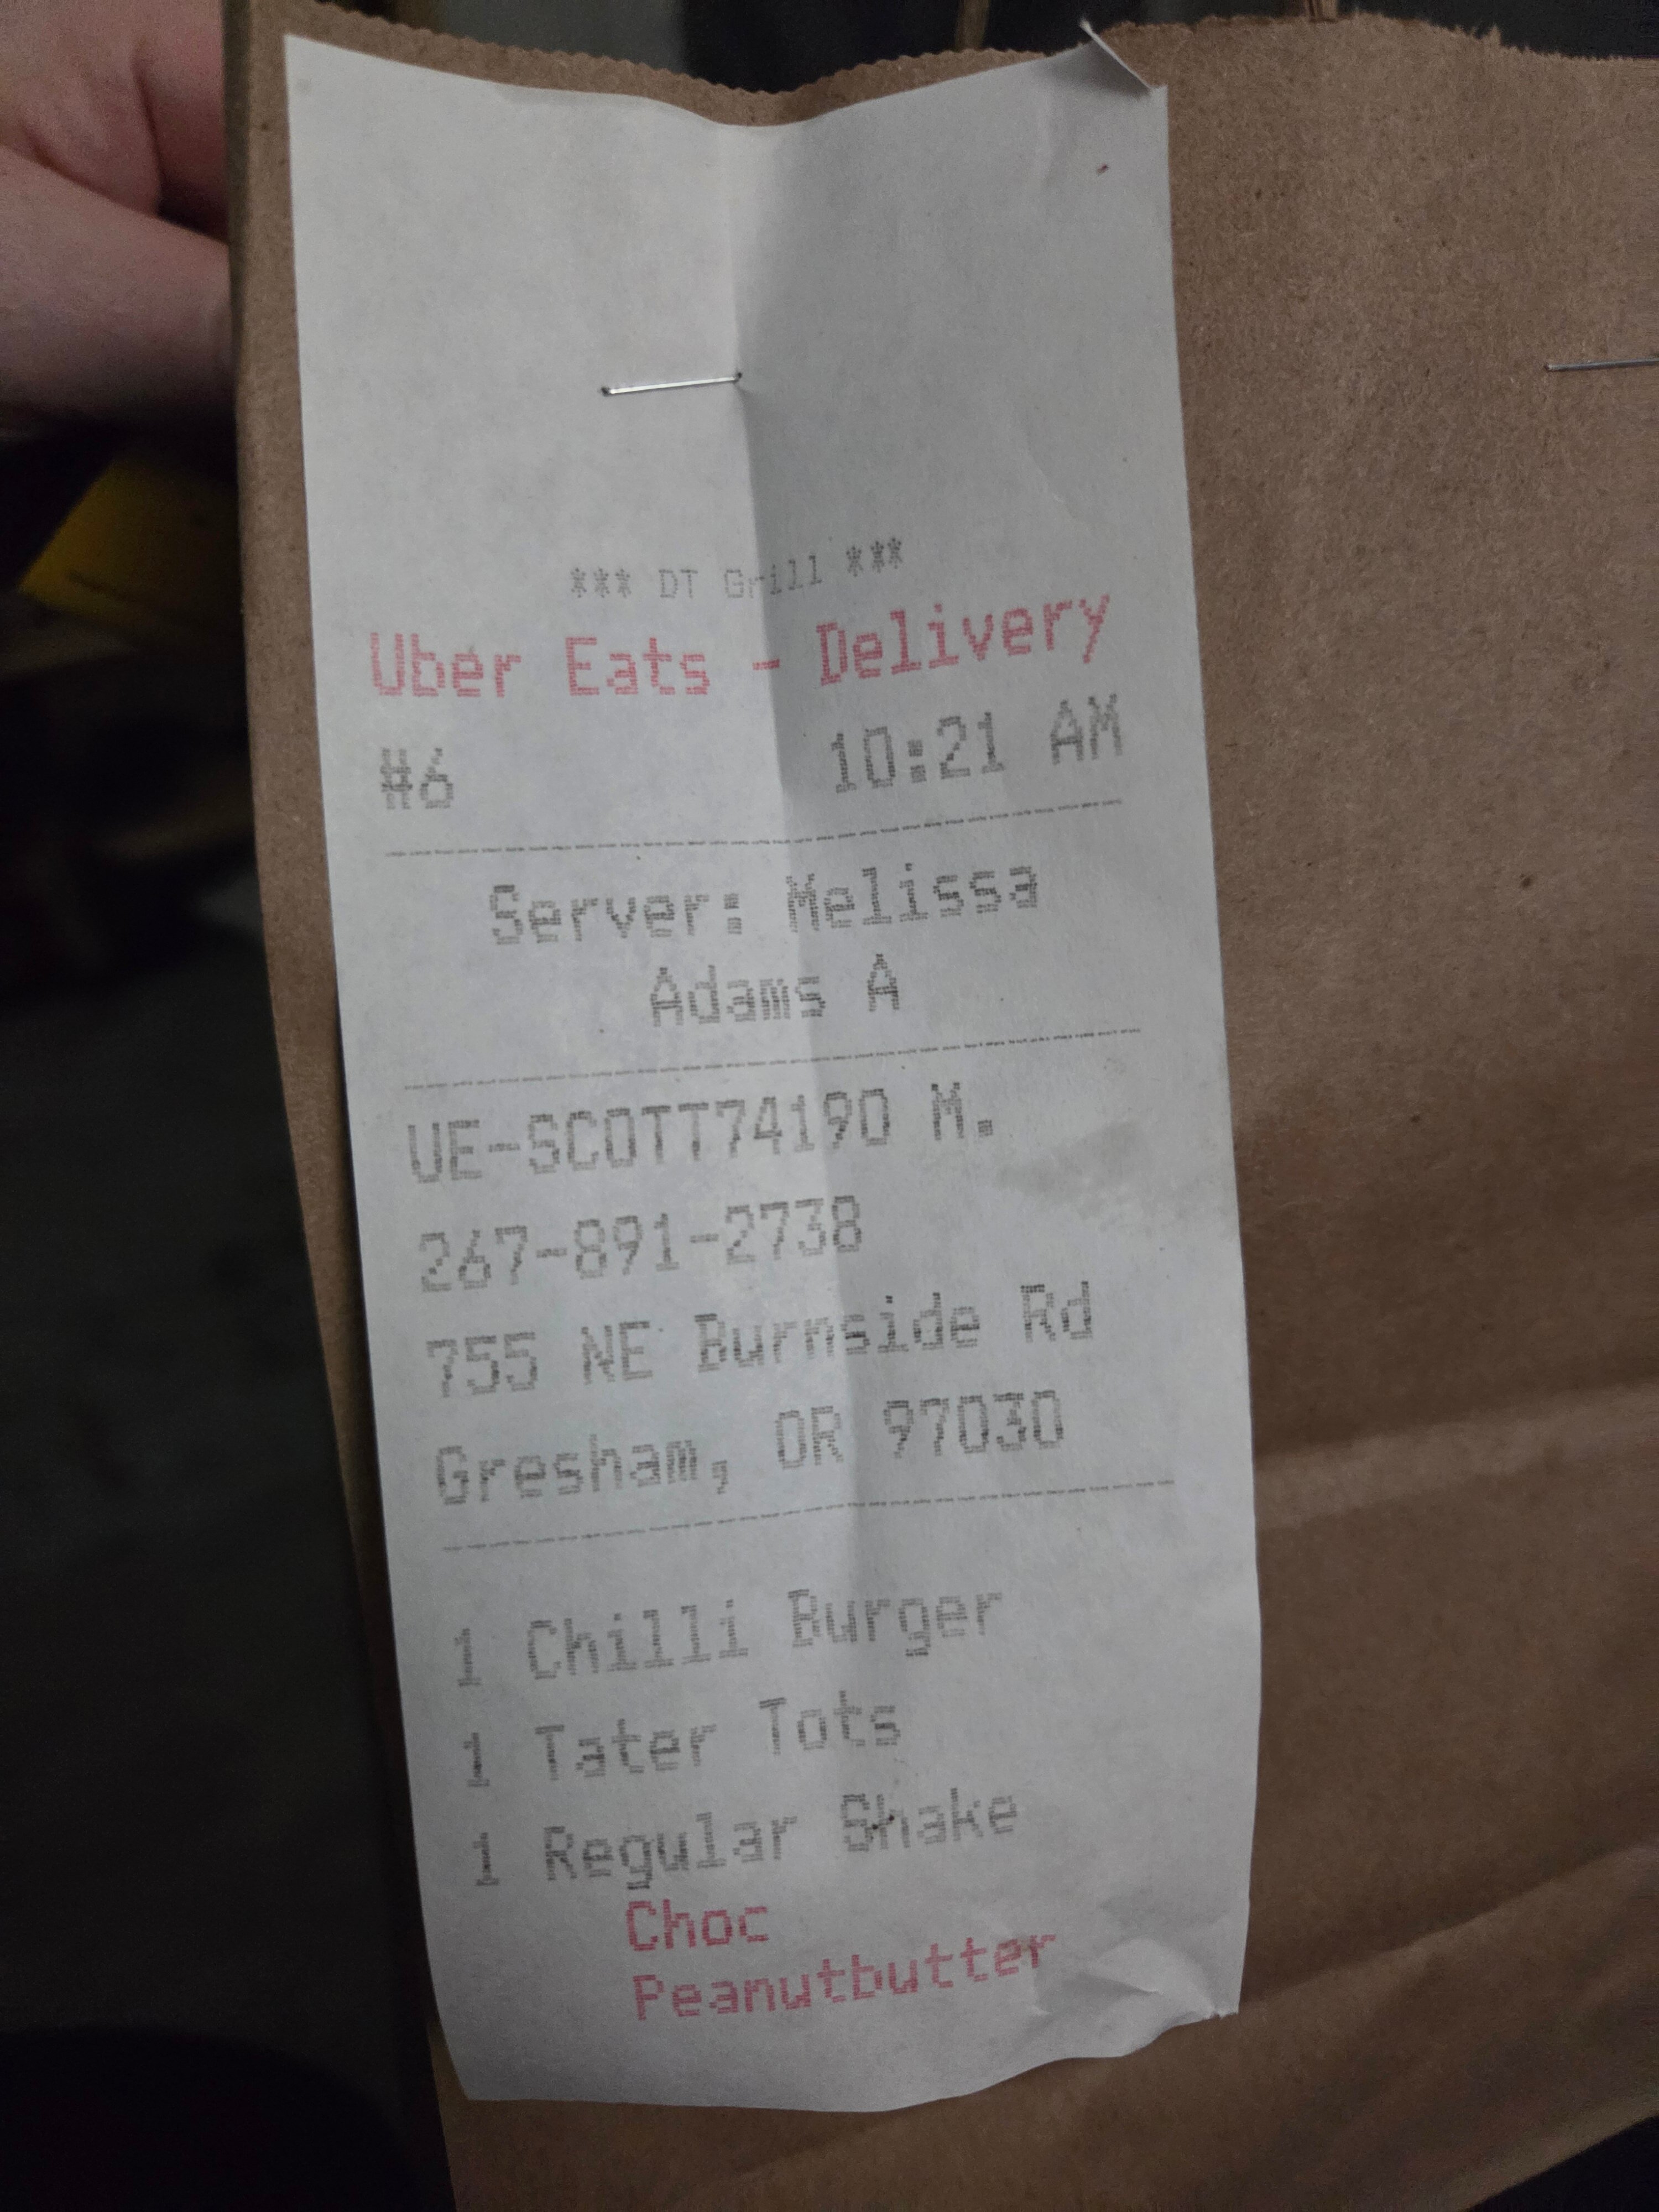 *** DT Grill ***
Uber Eats - Delivery
#6 10:21 AM
Server: Melissa
Adams A
UE-SCOTT74190 M.
267-891-2738
755 NE Burnside Rd
Gresham, OR 97030
1 Chilli Burger
1 Tater Tots
1 Regular Shake
Choc
Peanutbutter